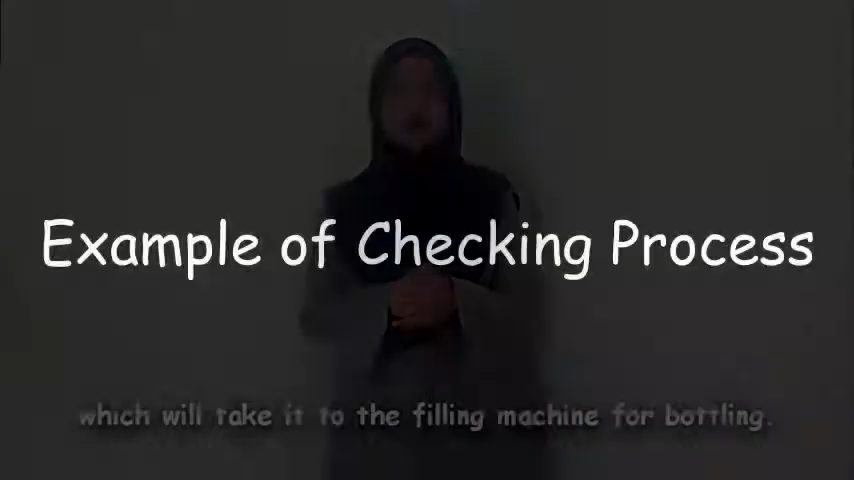 Example of Checking Process
which will take it to the filling machine for bottling.